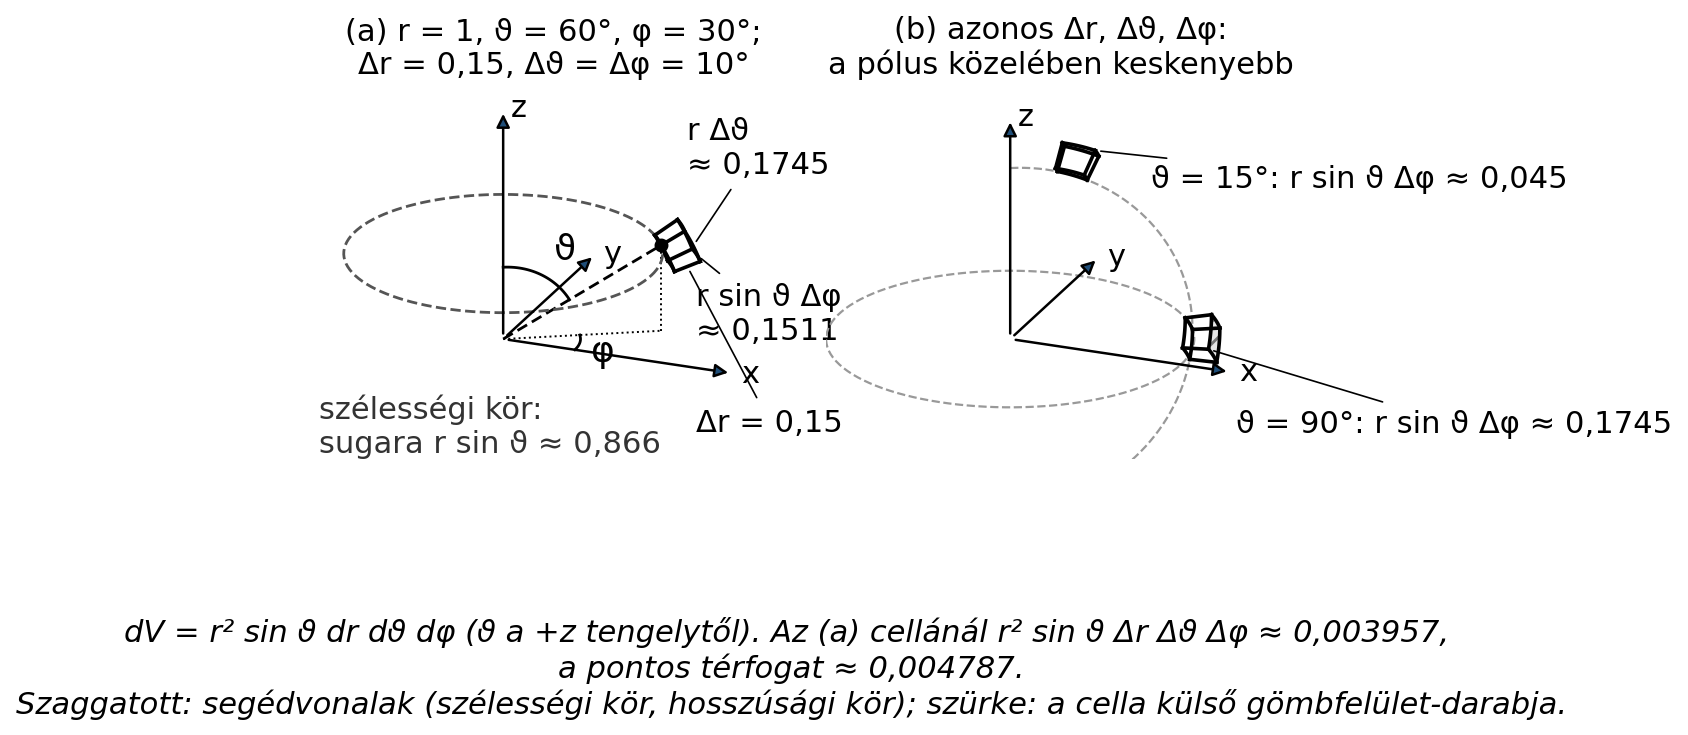 (a) r = 1, ϑ = 60°, φ = 30°;
Δr = 0,15, Δϑ = Δφ = 10°
z
r Δϑ
≈ 0,1745
ϑ
y
r sin ϑ Δφ
≈ 0,1511
φ
x
szélességi kör:
sugara r sin ϑ ≈ 0,866
Δr = 0,15
(b) azonos Δr, Δϑ, Δφ:
a pólus közelében keskenyebb
z
ϑ = 15°: r sin ϑ Δφ ≈ 0,045
y
x
ϑ = 90°: r sin ϑ Δφ ≈ 0,1745
dV = r² sin ϑ dr dϑ dφ (ϑ a +z tengelytől). Az (a) cellánál r² sin ϑ Δr Δϑ Δφ ≈ 0,003957,
a pontos térfogat ≈ 0,004787.
Szaggatott: segédvonalak (szélességi kör, hosszúsági kör); szürke: a cella külső gömbfelület-darabja.